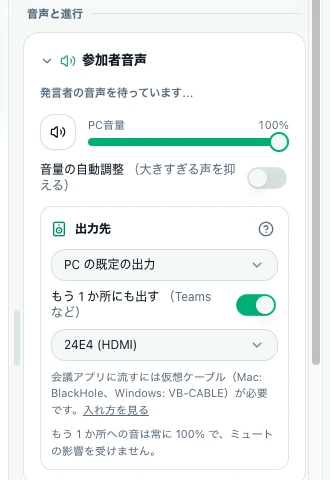 音声と進行
参加者音声
発言者の音声を待っています...
PC音量 100%
音量の自動調整 （大きすぎる声を抑
える）
出力先
PC の既定の出力
もう 1 か所にも出す （Teams
など）
24E4 (HDMI)
会議アプリに流すには仮想ケーブル（Mac:
BlackHole、Windows: VB-CABLE）が必要
です。入れ方を見る
もう 1 か所への音は常に 100% で、ミュート
の影響を受けません。